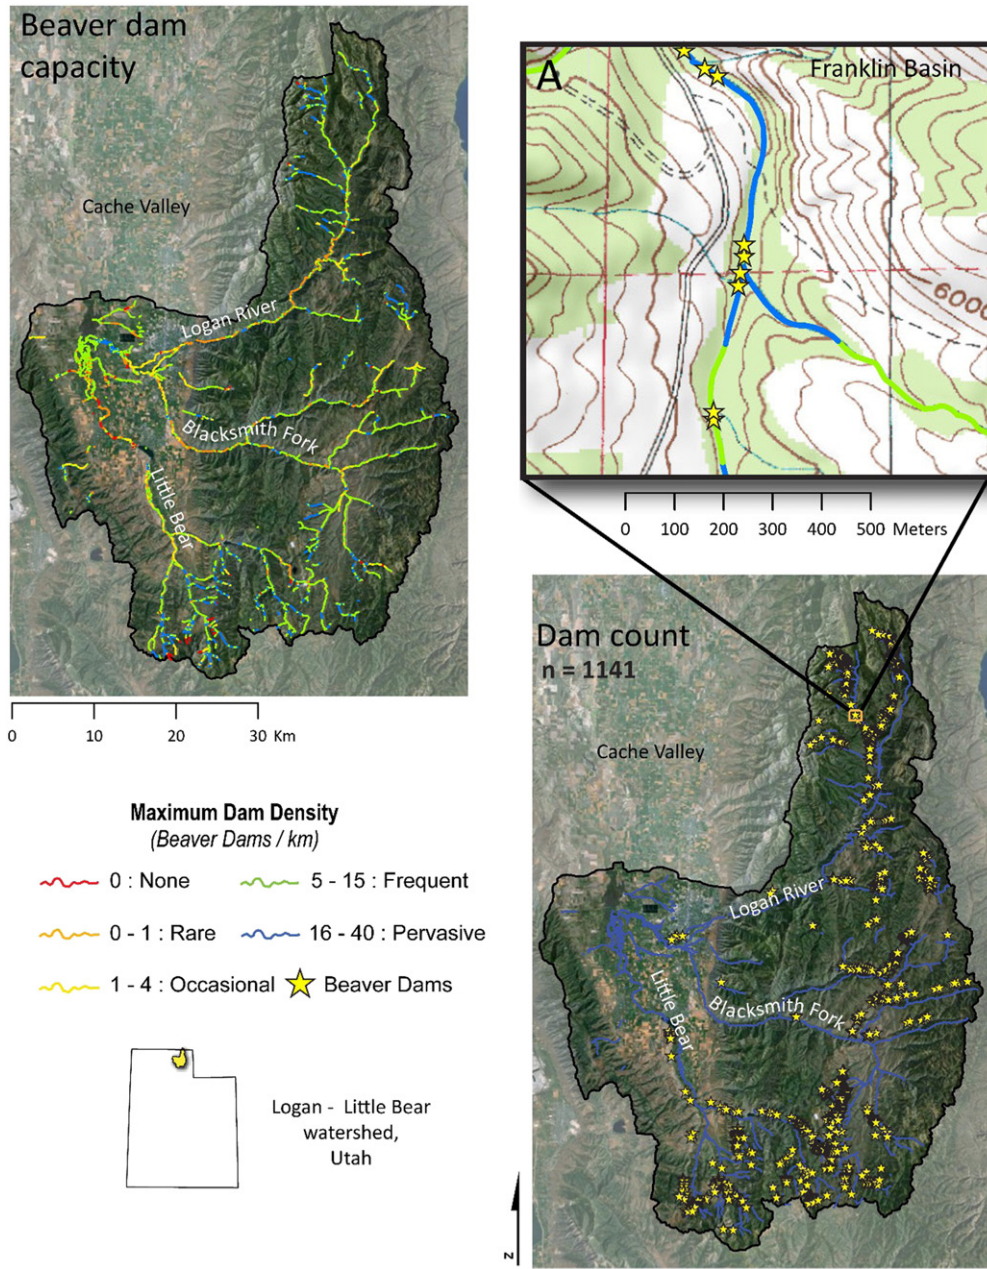 Beaver dam
capacity
Cache Valley
Logan River
Blacksmith Fork
Little Bear
0 10 20 30 Km
A
Franklin Basin
6000
0 100 200 300 400 500 Meters
Maximum Dam Density
(Beaver Dams / km)
0 : None
5 - 15 : Frequent
0 - 1 : Rare
16 - 40 : Pervasive
1 - 4 : Occasional
Beaver Dams
Logan - Little Bear
watershed,
Utah
Dam count
n = 1141
Cache Valley
Logan River
Blacksmith Fork
Little Bear
N